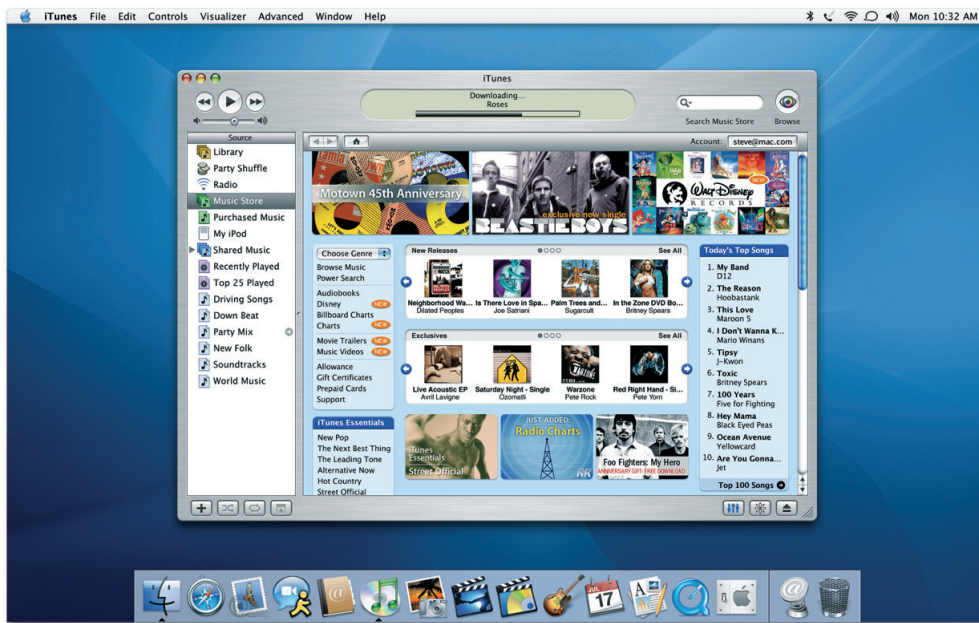 iTunes File Edit Controls Visualizer Advanced Window Help Mon 10:32 AM
iTunes
Downloading...
Roses
Search Music Store Browse
Source
Account: steve@mac.com
Library
Party Shuffle
Radio
Music Store
Purchased Music
My iPod
Shared Music
Recently Played
Top 25 Played
Driving Songs
Down Beat
Party Mix
New Folk
Soundtracks
World Music
Motown 45th Anniversary
exclusive new single
BEASTIE BOYS
WALT DISNEY
RECORDS
NEW
Choose Genre
Browse Music
Power Search
Audiobooks
Disney NEW
Billboard Charts
Charts NEW
Movie Trailers NEW
Music Videos NEW
Allowance
Gift Certificates
Prepaid Cards
Support
iTunes Essentials
New Pop
The Next Best Thing
The Leading Tone
Alternative Now
Hot Country
Street Official
New Releases See All
Neighborhood Wa...
Dilated Peoples
Is There Love in Spa...
Joe Satriani
Palm Trees and...
Sugarcult
In the Zone DVD Bo...
Britney Spears
Exclusives See All
Live Acoustic EP
Avril Lavigne
Saturday Night - Single
Ozomatli
WARZONE
Warzone
Pete Rock
Red Right Hand - Si...
Pete Yorn
iTunes
Essentials
Street Official
JUST ADDED:
Radio Charts
Foo Fighters: My Hero
ANNIVERSARY GIFT- FREE DOWNLOAD
Today's Top Songs
1. My Band
D12
2. The Reason
Hoobastank
3. This Love
Maroon 5
4. I Don't Wanna K...
Mario Winans
5. Tipsy
J-Kwon
6. Toxic
Britney Spears
7. 100 Years
Five for Fighting
8. Hey Mama
Black Eyed Peas
9. Ocean Avenue
Yellowcard
10. Are You Gonna...
Jet
Top 100 Songs
JUL
17